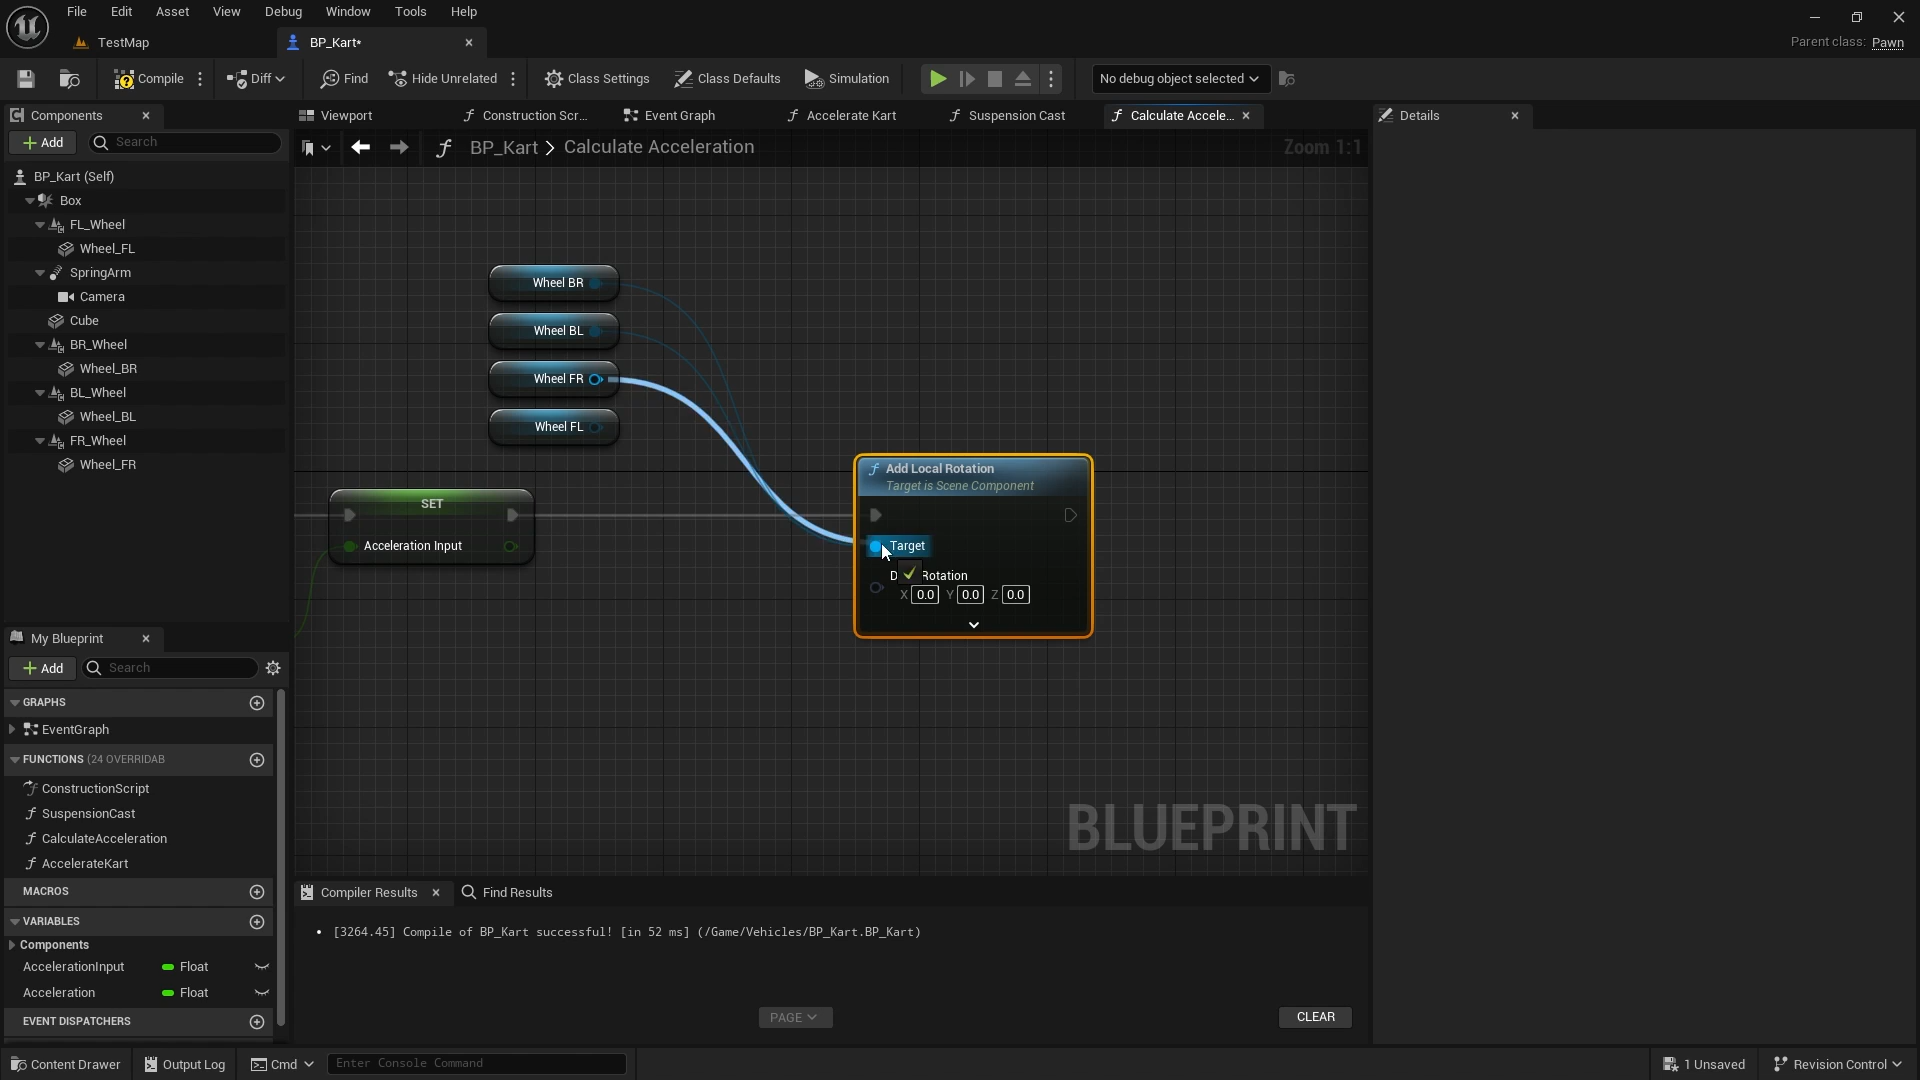 File Edit Asset View Debug Window Tools Help
TestMap
BP_Kart*
Parent class: Pawn
Compile
Diff
Find
Hide Unrelated
Class Settings
Class Defaults
Simulation
No debug object selected
Components
Add
Search
BP_Kart (Self)
Box
FL_Wheel
Wheel_FL
SpringArm
Camera
Cube
BR_Wheel
Wheel_BR
BL_Wheel
Wheel_BL
FR_Wheel
Wheel_FR
My Blueprint
Add
Search
GRAPHS
EventGraph
FUNCTIONS (24 OVERRIDAB
ConstructionScript
SuspensionCast
CalculateAcceleration
AccelerateKart
MACROS
VARIABLES
Components
AccelerationInput Float
Acceleration Float
EVENT DISPATCHERS
Viewport
Construction Scr...
Event Graph
Accelerate Kart
Suspension Cast
Calculate Accele...
BP_Kart > Calculate Acceleration
Zoom 1:1
Wheel BR
Wheel BL
Wheel FR
Wheel FL
SET
Acceleration Input
Add Local Rotation
Target is Scene Component
Target
Rotation
X 0.0 Y 0.0 Z 0.0
BLUEPRINT
Compiler Results
Find Results
• [3264.45] Compile of BP_Kart successful! [in 52 ms] (/Game/Vehicles/BP_Kart.BP_Kart)
PAGE
CLEAR
Details
Content Drawer
Output Log
Cmd
Enter Console Command
1 Unsaved
Revision Control